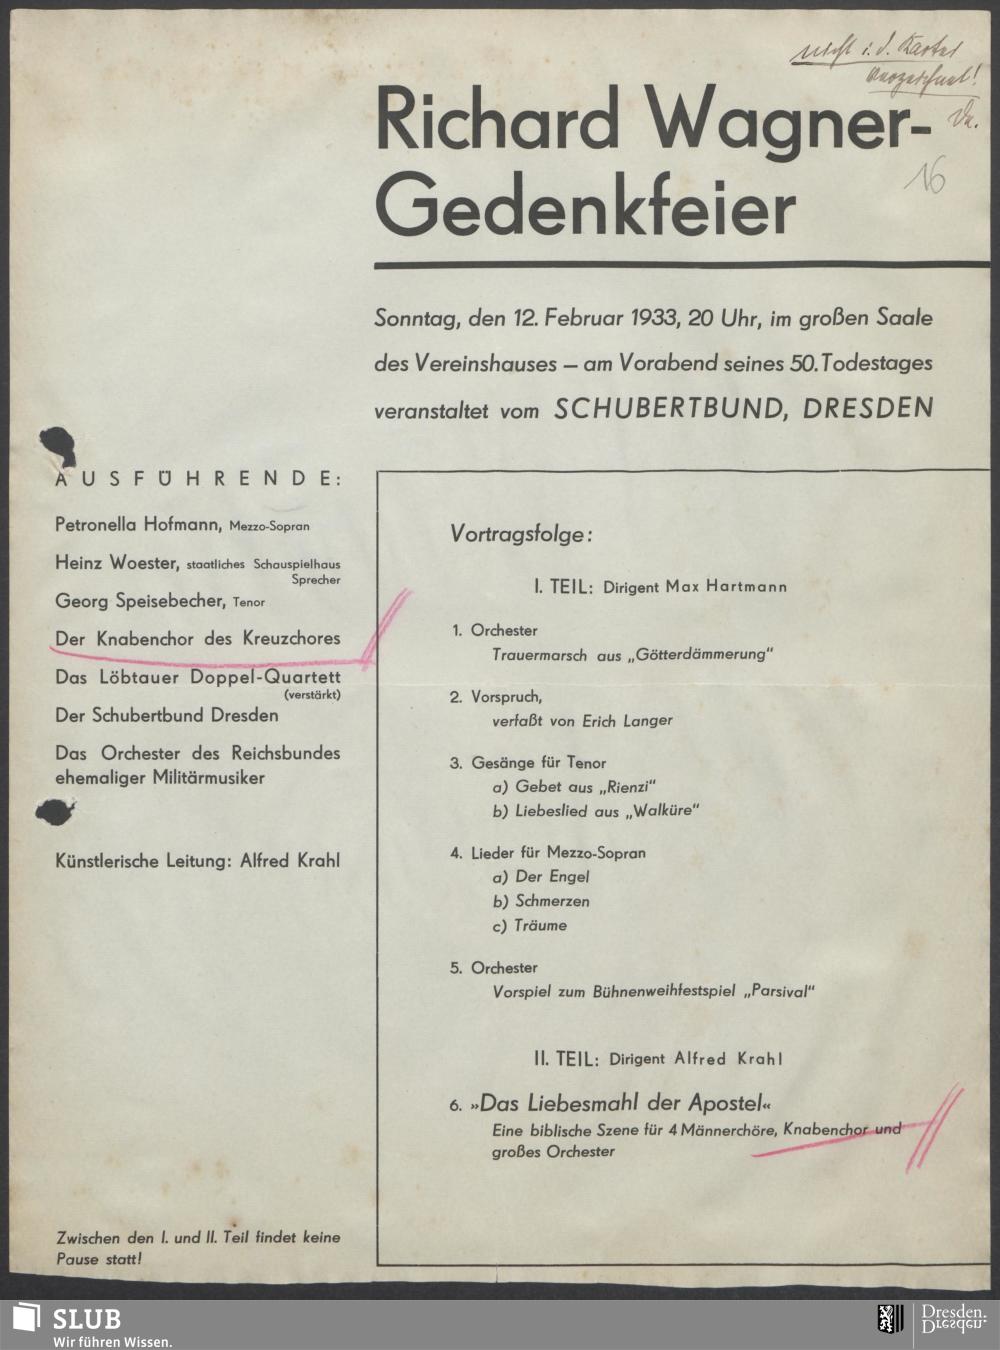 nicht i. d. Kartei
verzeichnet!
Richard Wagner-
Gedenkfeier
16
Sonntag, den 12. Februar 1933, 20 Uhr, im großen Saale
des Vereinshauses – am Vorabend seines 50. Todestages
veranstaltet vom SCHUBERTBUND, DRESDEN
AUSFÜHRENDE:
Petronella Hofmann, Mezzo-Sopran
Heinz Woester, staatliches Schauspielhaus
Sprecher
Georg Speisebecher, Tenor
Der Knabenchor des Kreuzchores
Das Löbtauer Doppel-Quartett
(verstärkt)
Der Schubertbund Dresden
Das Orchester des Reichsbundes
ehemaliger Militärmusiker
Künstlerische Leitung: Alfred Krahl
Zwischen den I. und II. Teil findet keine
Pause statt!
Vortragsfolge:
I. TEIL: Dirigent Max Hartmann
1. Orchester
Trauermarsch aus „Götterdämmerung“
2. Vorspruch,
verfaßt von Erich Langer
3. Gesänge für Tenor
a) Gebet aus „Rienzi“
b) Liebeslied aus „Walküre“
4. Lieder für Mezzo-Sopran
a) Der Engel
b) Schmerzen
c) Träume
5. Orchester
Vorspiel zum Bühnenweihfestspiel „Parsival“
II. TEIL: Dirigent Alfred Krahl
6. »Das Liebesmahl der Apostel«
Eine biblische Szene für 4 Männerchöre, Knabenchor und
großes Orchester
SLUB
Wir führen Wissen.
Dresden.
Dresden.